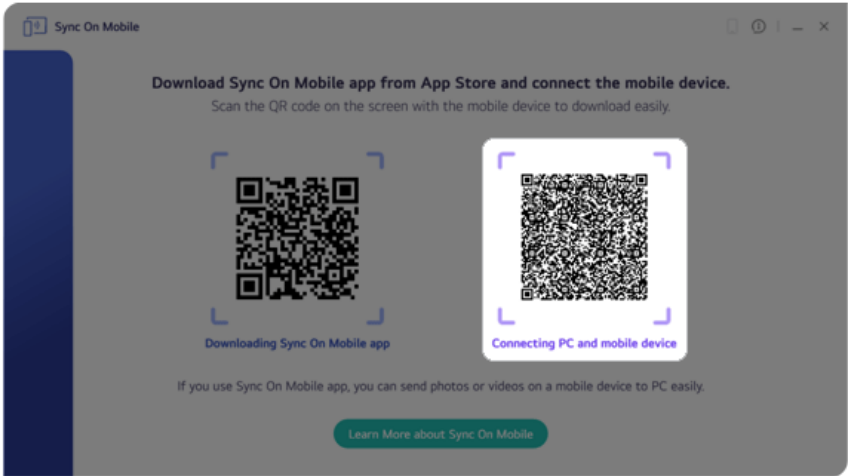 Sync On Mobile
Download Sync On Mobile app from App Store and connect the mobile device.
Scan the QR code on the screen with the mobile device to download easily.
Downloading Sync On Mobile app
Connecting PC and mobile device
If you use Sync On Mobile app, you can send photos or videos on a mobile device to PC easily.
Learn More about Sync On Mobile